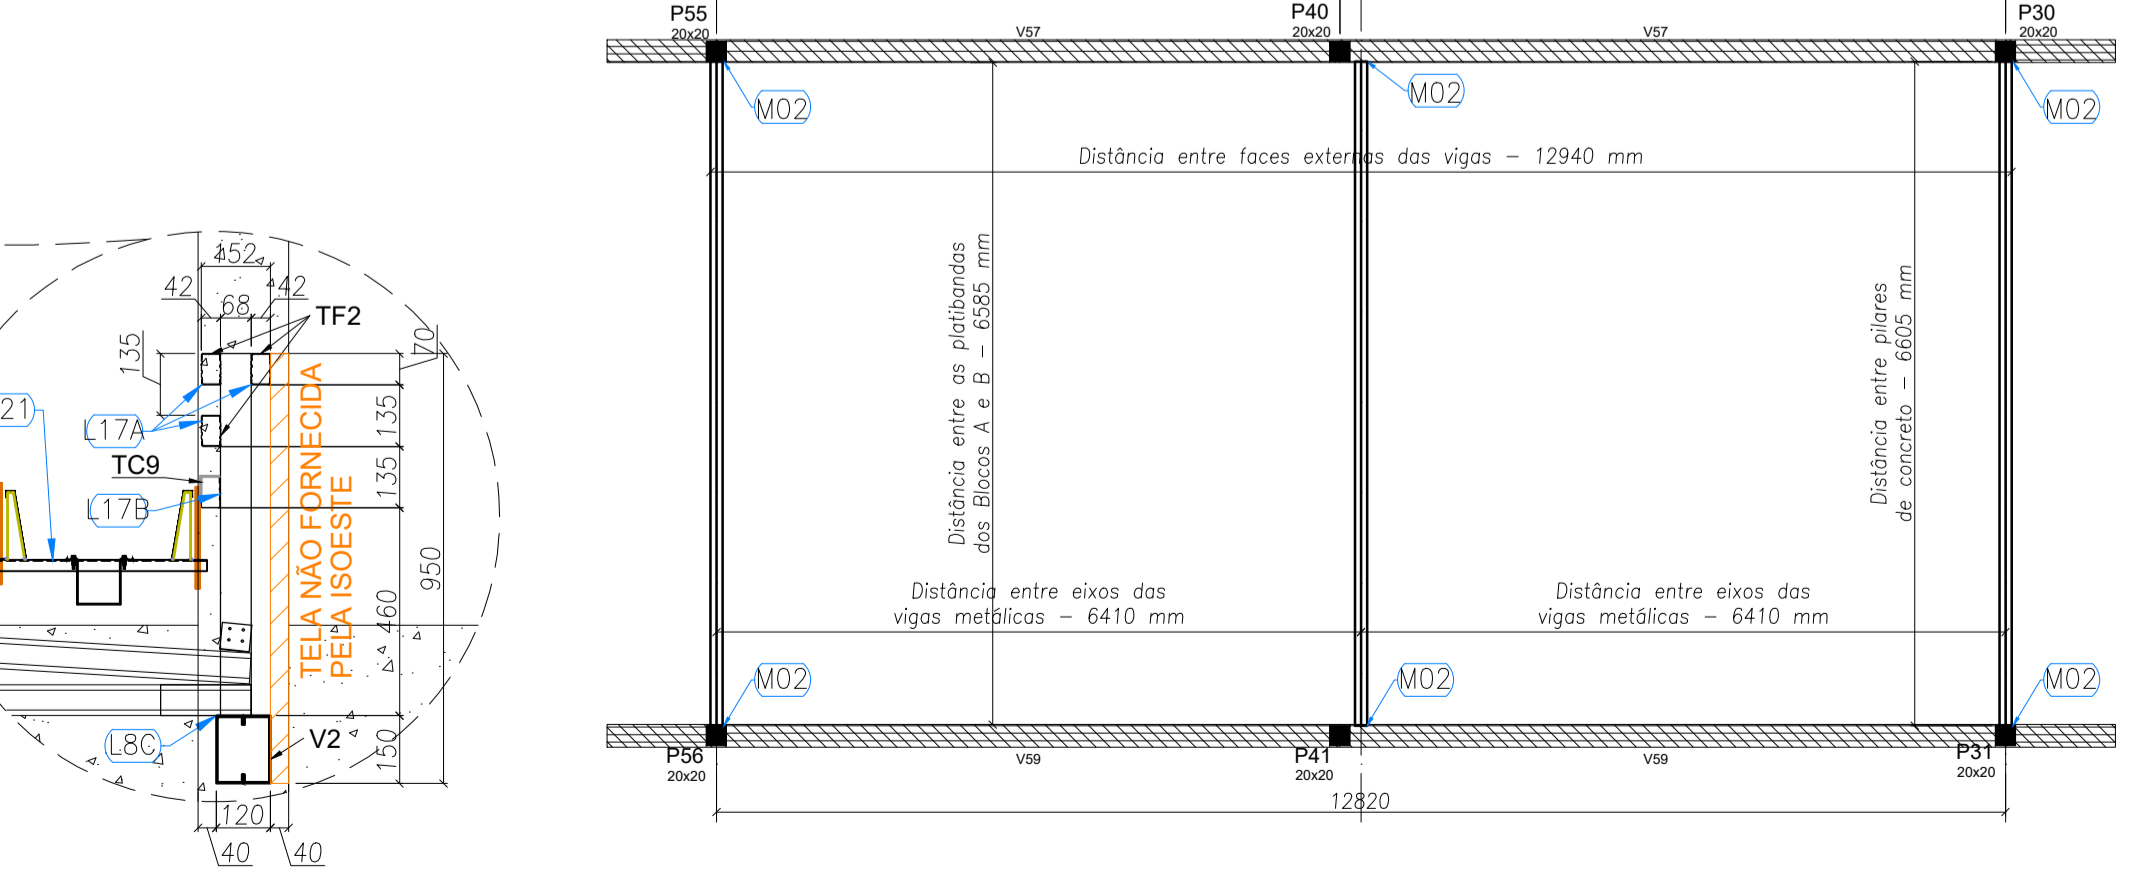 P55
20x20
V57
P40
20x20
V57
P30
20x20
M02
M02
M02
Distância entre faces externas das vigas – 12940 mm
Distância entre as platibandas
dos Blocos A e B – 6585 mm
Distância entre pilares
de concreto – 6605 mm
Distância entre eixos das
vigas metálicas – 6410 mm
Distância entre eixos das
vigas metálicas – 6410 mm
M02
M02
M02
P56
20x20
V59
P41
20x20
V59
P31
20x20
12820
152
42
68
42
TF2
70
135
21
L17A
135
TC9
L17B
135
TELA NÃO FORNECIDA
PELA ISOESTE
950
460
L8C
V2
150
120
40
40